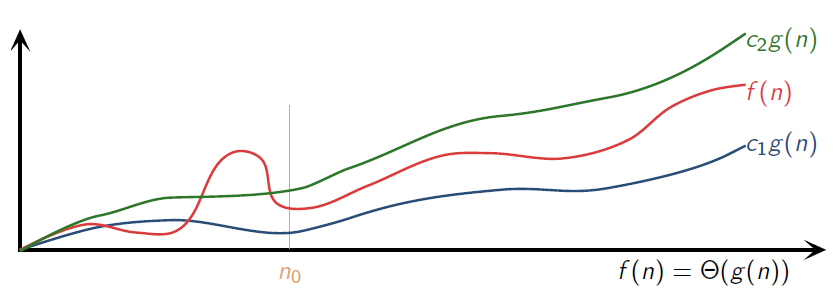 c₂g(n)
f(n)
c₁g(n)
n₀
f(n) = Θ(g(n))